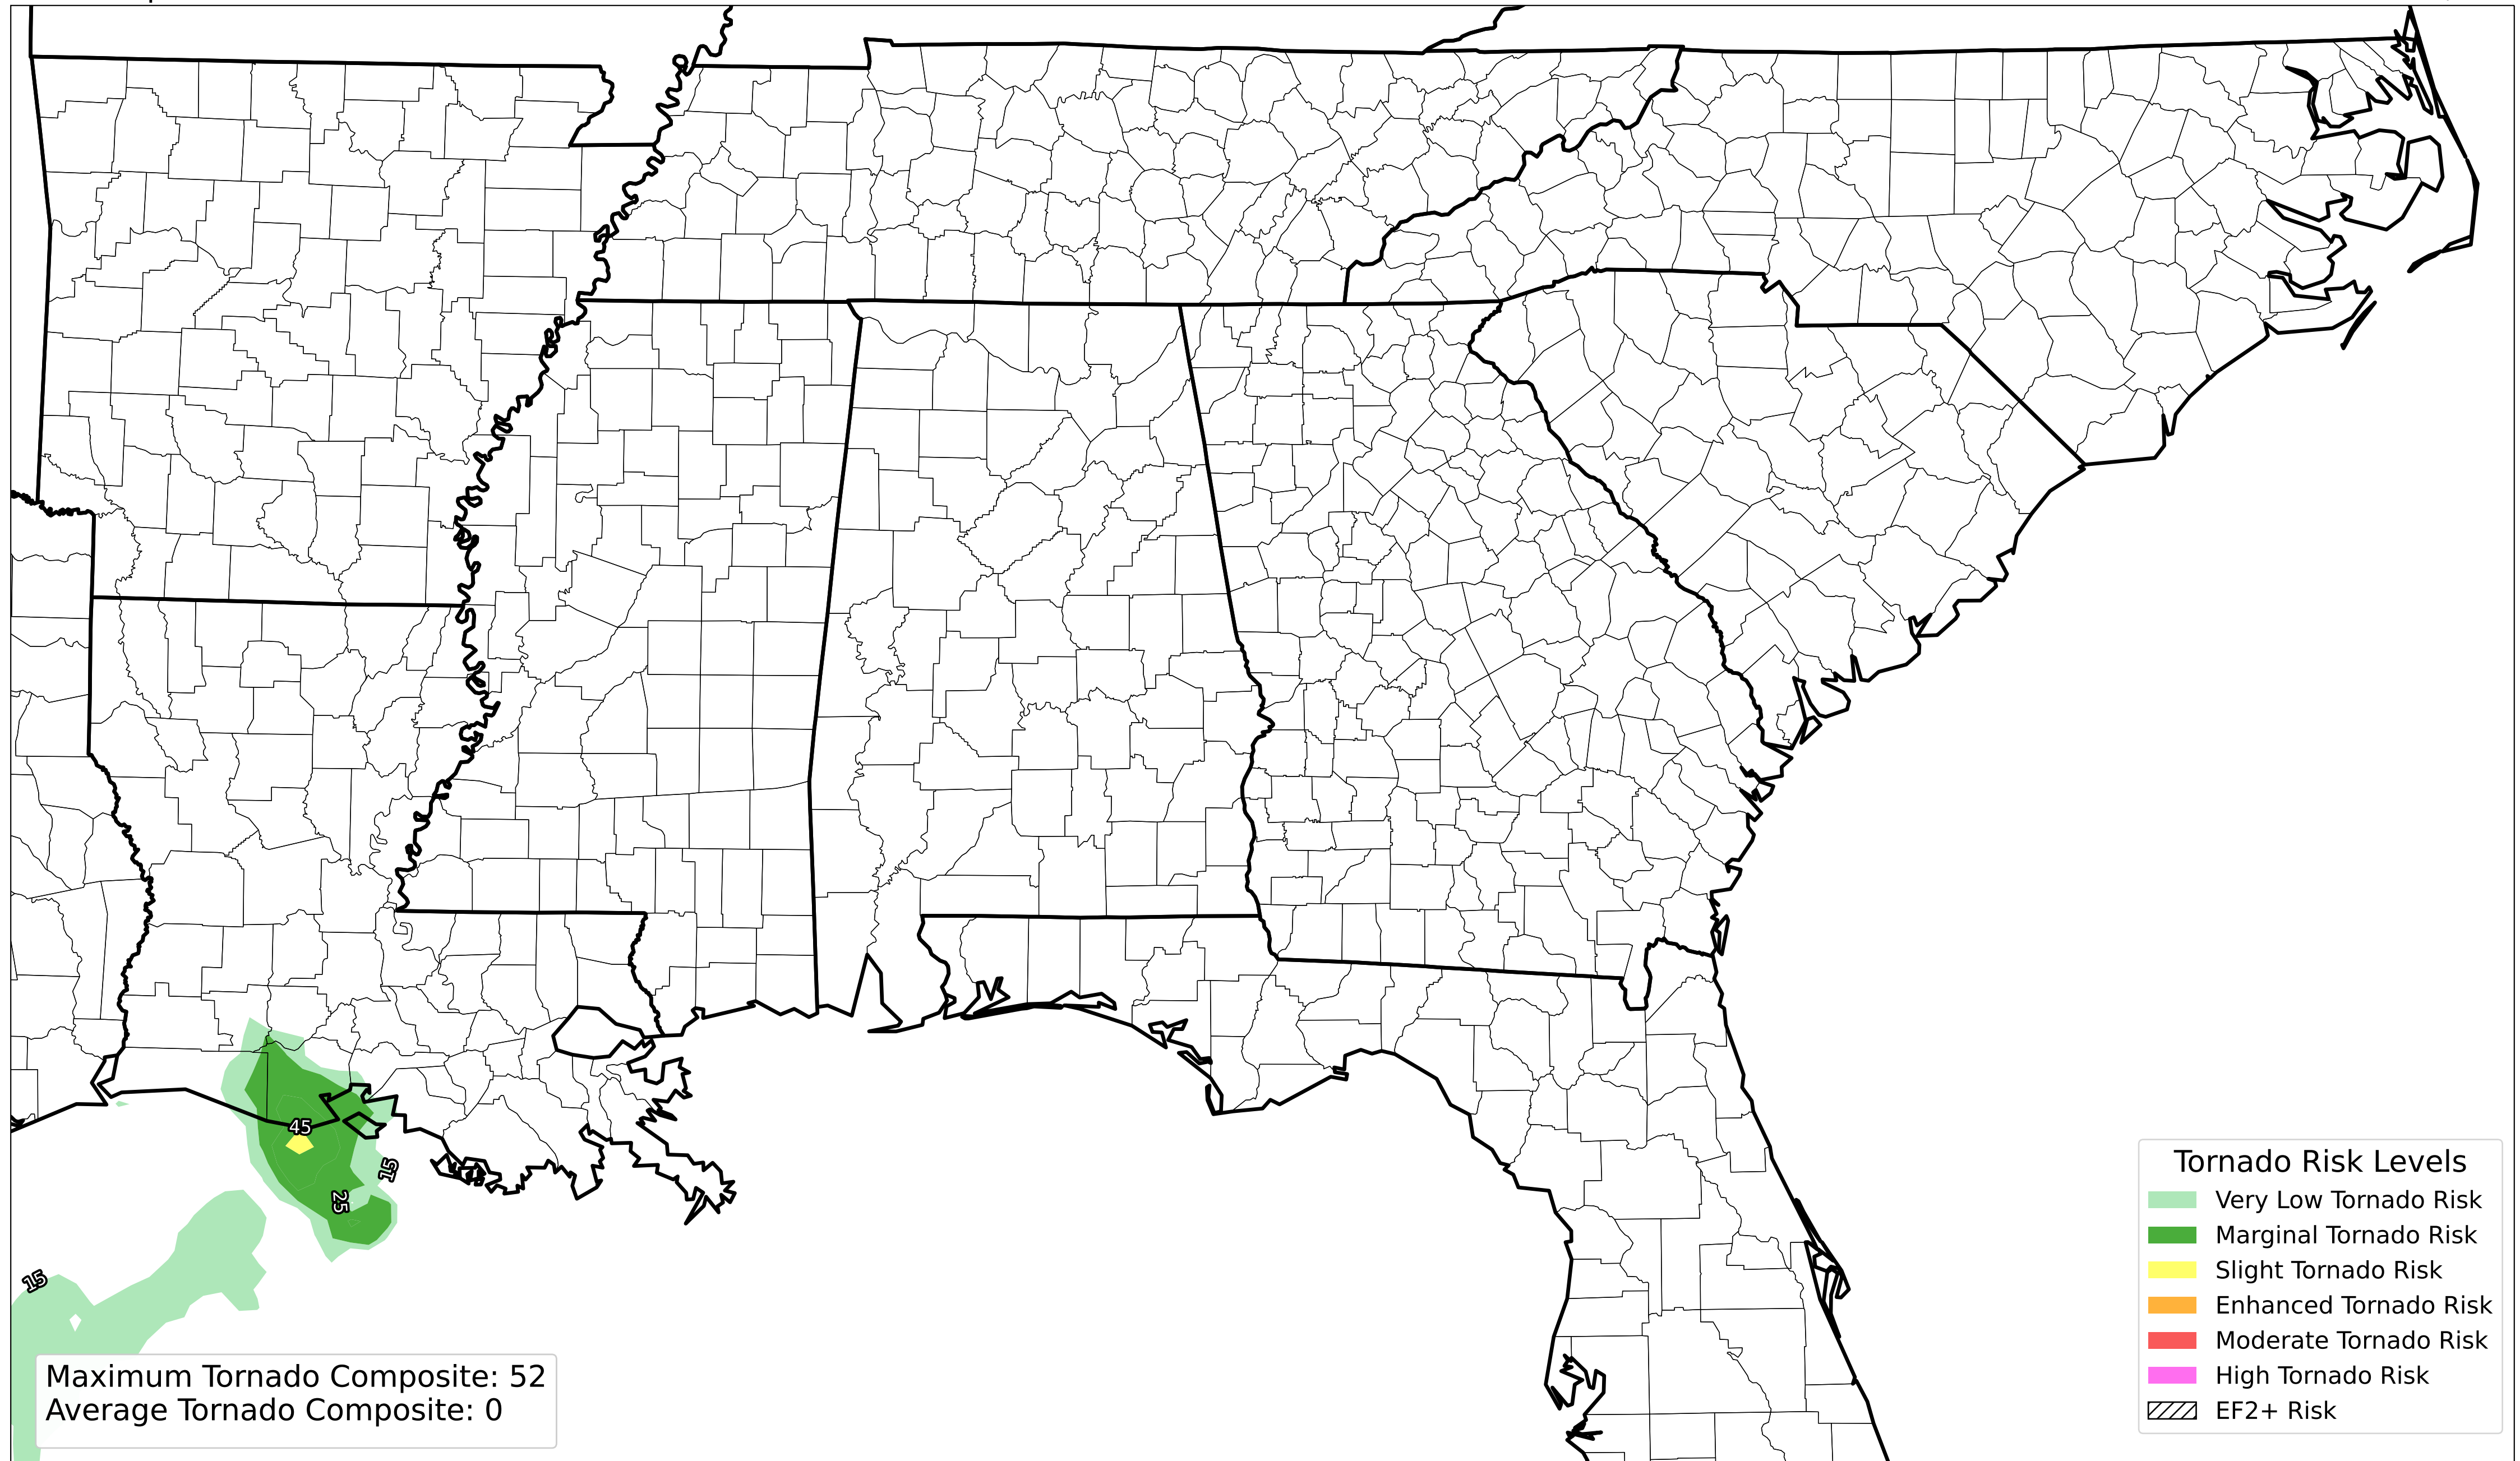 45
15
25
15
Maximum Tornado Composite: 52
Average Tornado Composite: 0
Tornado Risk Levels
Very Low Tornado Risk
Marginal Tornado Risk
Slight Tornado Risk
Enhanced Tornado Risk
Moderate Tornado Risk
High Tornado Risk
EF2+ Risk